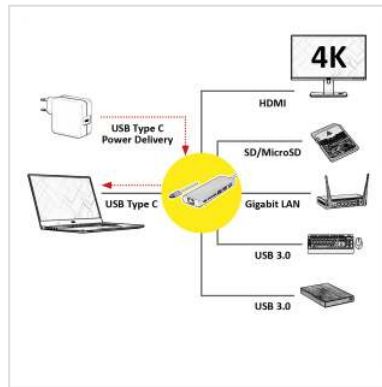 4K
HDMI
USB Type C
Power Delivery
SD/MicroSD
USB Type C
Gigabit LAN
USB 3.0
USB 3.0